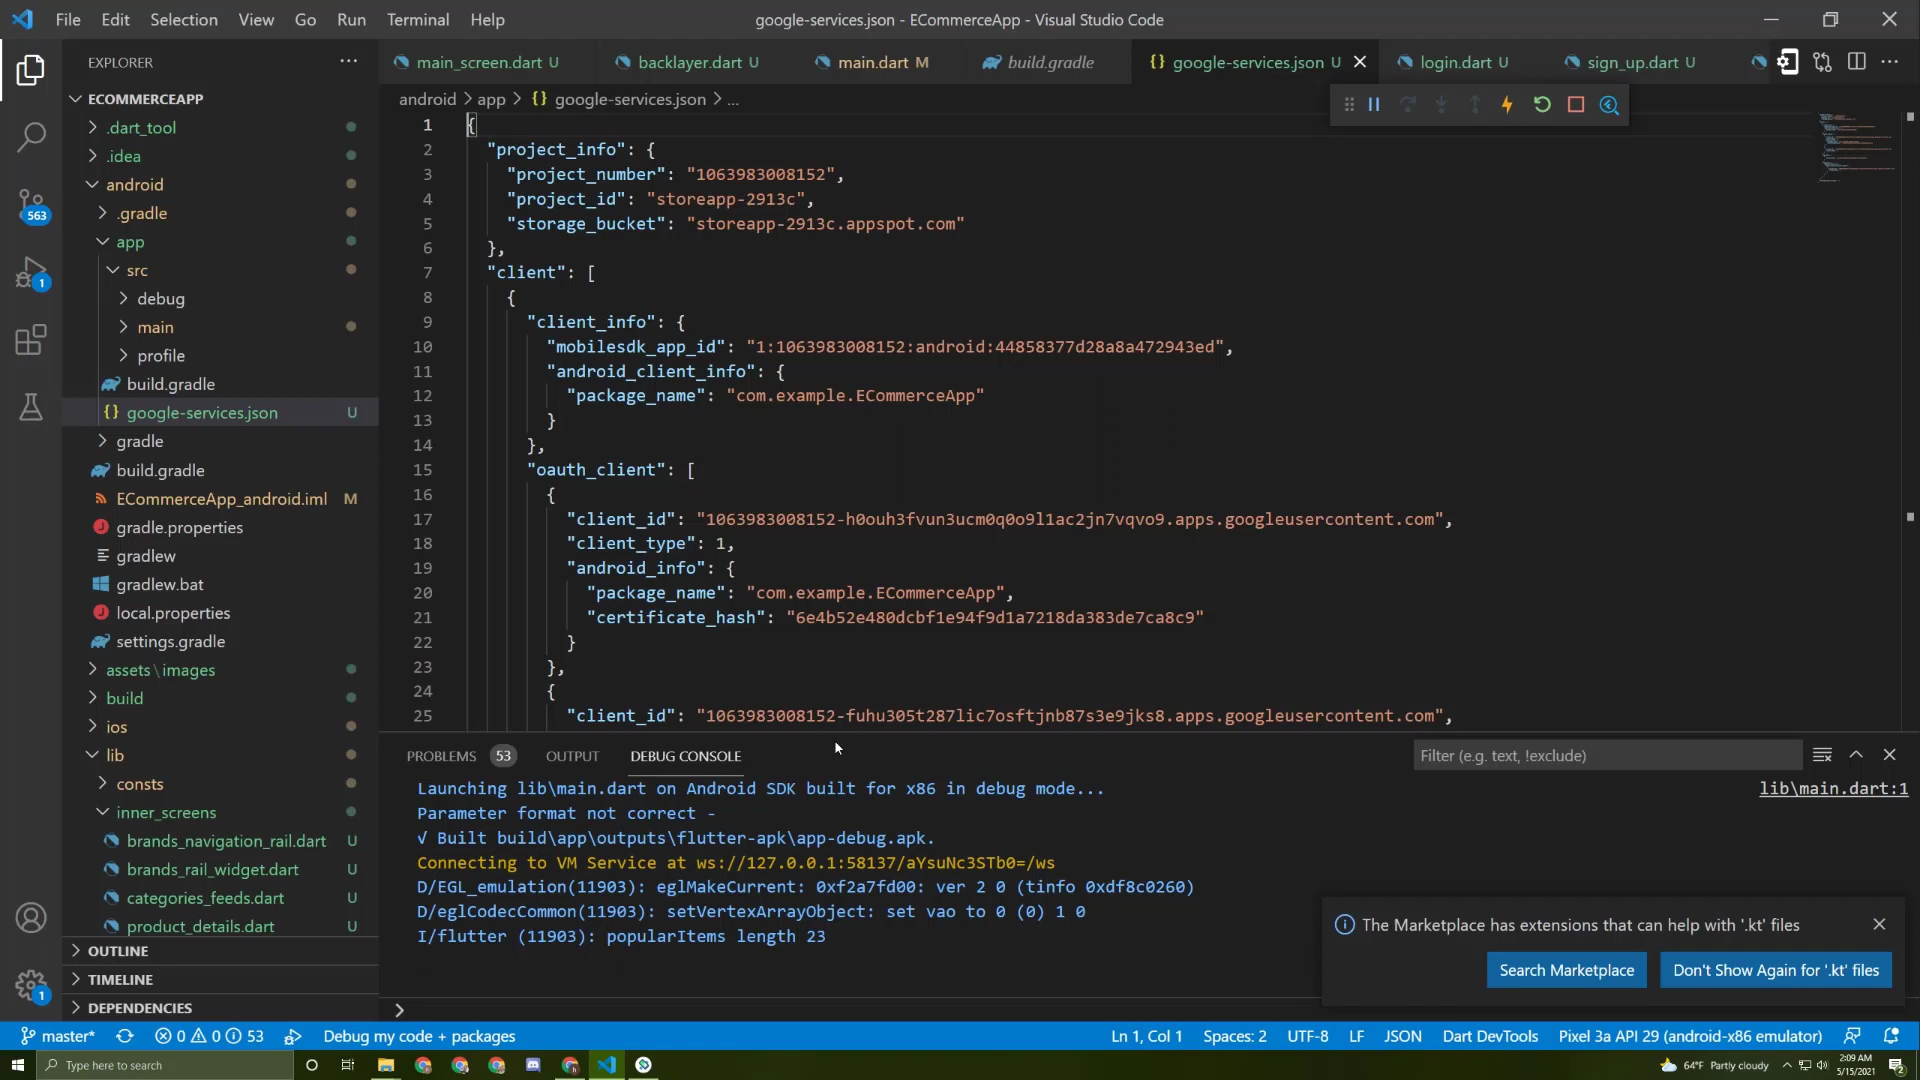 File Edit Selection View Go Run Terminal Help
google-services.json - ECommerceApp - Visual Studio Code
EXPLORER
main_screen.dart U
backlayer.dart U
main.dart M
build.gradle
{} google-services.json U
login.dart U
sign_up.dart U
android > app > {} google-services.json > ...
ECOMMERCEAPP
.dart_tool
.idea
android
.gradle
app
src
debug
main
profile
build.gradle
{} google-services.json U
gradle
build.gradle
ECommerceApp_android.iml M
gradle.properties
gradlew
gradlew.bat
local.properties
settings.gradle
assets \ images
build
ios
lib
consts
inner_screens
brands_navigation_rail.dart U
brands_rail_widget.dart U
categories_feeds.dart U
product_details.dart U
OUTLINE
TIMELINE
DEPENDENCIES
563
1
1
1 {
2 "project_info": {
3 "project_number": "1063983008152",
4 "project_id": "storeapp-2913c",
5 "storage_bucket": "storeapp-2913c.appspot.com"
6 },
7 "client": [
8 {
9 "client_info": {
10 "mobilesdk_app_id": "1:1063983008152:android:44858377d28a8a472943ed",
11 "android_client_info": {
12 "package_name": "com.example.ECommerceApp"
13 }
14 },
15 "oauth_client": [
16 {
17 "client_id": "1063983008152-h0ouh3fvun3ucm0q0o9l1ac2jn7vqvo9.apps.googleusercontent.com",
18 "client_type": 1,
19 "android_info": {
20 "package_name": "com.example.ECommerceApp",
21 "certificate_hash": "6e4b52e480dcbf1e94f9d1a7218da383de7ca8c9"
22 }
23 },
24 {
25 "client_id": "1063983008152-fuhu305t287lic7osftjnb87s3e9jks8.apps.googleusercontent.com",
PROBLEMS 53 OUTPUT DEBUG CONSOLE
Filter (e.g. text, !exclude)
Launching lib\main.dart on Android SDK built for x86 in debug mode...
lib\main.dart:1
Parameter format not correct -
√ Built build\app\outputs\flutter-apk\app-debug.apk.
Connecting to VM Service at ws://127.0.0.1:58137/aYsuNc3STb0=/ws
D/EGL_emulation(11903): eglMakeCurrent: 0xf2a7fd00: ver 2 0 (tinfo 0xdf8c0260)
D/eglCodecCommon(11903): setVertexArrayObject: set vao to 0 (0) 1 0
I/flutter (11903): popularItems length 23
The Marketplace has extensions that can help with '.kt' files
Search Marketplace
Don't Show Again for '.kt' files
master* 0 0 53 Debug my code + packages
Ln 1, Col 1 Spaces: 2 UTF-8 LF JSON Dart DevTools Pixel 3a API 29 (android-x86 emulator)
Type here to search
64°F Partly cloudy
2:09 AM
5/15/2021
2